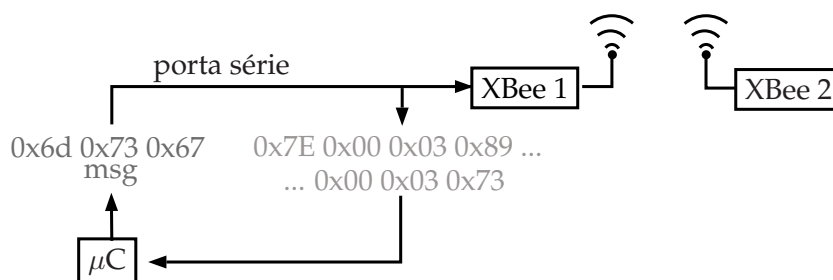 porta série
XBee 1
XBee 2
0x6d 0x73 0x67
msg
0x7E 0x00 0x03 0x89 ...
... 0x00 0x03 0x73
μC